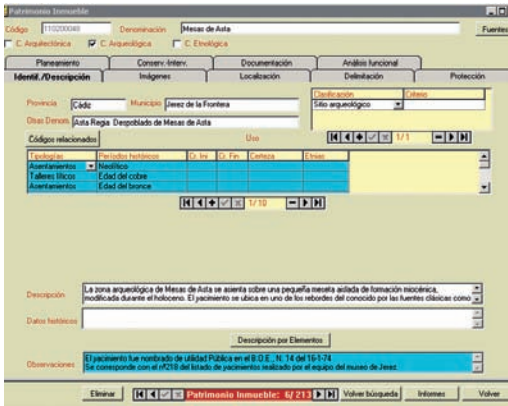 Patrimonio Inmueble
Código 110200048 Denominación Mesas de Asta Fuentes
C. Arquitectónica C. Arqueológica C. Etnológica
Planeamiento Conserv.-Interv. Documentación Análisis funcional
Identif./Descripción Imágenes Localización Delimitación Protección
Clasificación Criterio
Sitio arqueológico
Provincia Cádiz Municipio Jerez de la Frontera
Otras Denom. Asta Regia Despoblado de Mesas de Asta
Códigos relacionados Uso 1/1
Tipologías Períodos históricos Cr. Ini Cr. Fin Certeza Etnias
Asentamientos Neolítico
Talleres líticos Edad del cobre
Asentamientos Edad del bronce
1/10
Descripción La zona arqueológica de Mesas de Asta se asienta sobre una pequeña meseta aislada de formación miocénica,
modificada durante el holoceno. El yacimiento se ubica en uno de los rebordes del conocido por las fuentes clásicas como
Datos históricos
Descripción por Elementos
Observaciones El yacimiento fue nombrado de utilidad Pública en el B.O.E., N. 14 del 16-1-74
Se corresponde con el nº218 del listado de yacimientos realizado por el equipo del museo de Jerez
Eliminar Patrimonio Inmueble: 6/213 Volver búsqueda Informes Volver